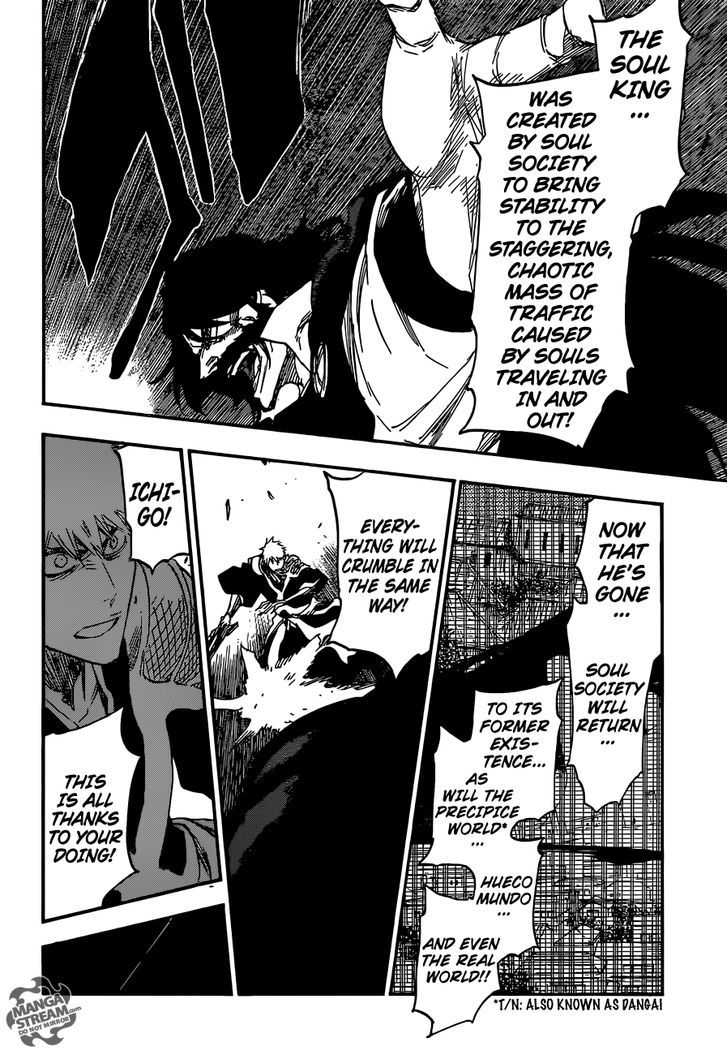 THE
SOUL
KING
...
WAS
CREATED
BY SOUL
SOCIETY
TO BRING
STABILITY
TO THE
STAGGERING,
CHAOTIC
MASS OF
TRAFFIC
CAUSED
BY SOULS
TRAVELING
IN AND
OUT!
NOW
THAT
HE'S
GONE
...
SOUL
SOCIETY
WILL
RETURN
...
TO ITS
FORMER
EXIS-
TENCE...
AS
WILL THE
PRECIPICE
WORLD*
...
HUECO
MUNDO
...
AND EVEN
THE REAL
WORLD!!
EVERY-
THING WILL
CRUMBLE
IN THE
SAME
WAY!
ICHI-
GO!
THIS
IS ALL
THANKS
TO YOUR
DOING!
*T/N: ALSO KNOWN AS DANGAI
MANGA
STREAM.com
DO NOT MIRROR